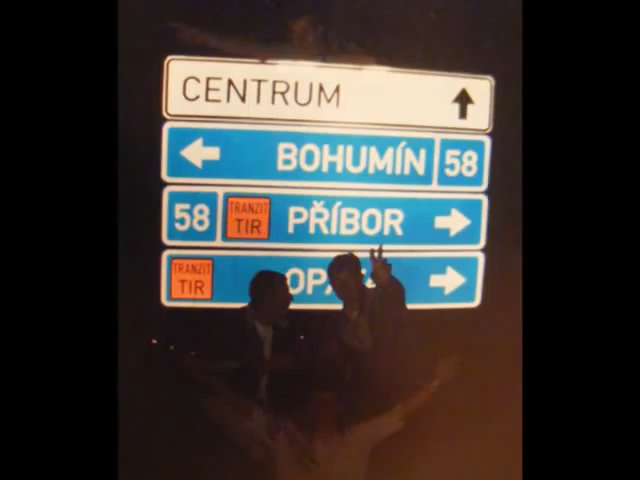 CENTRUM
BOHUMÍN 58
58 TRANZIT TIR PŘÍBOR
TRANZIT TIR